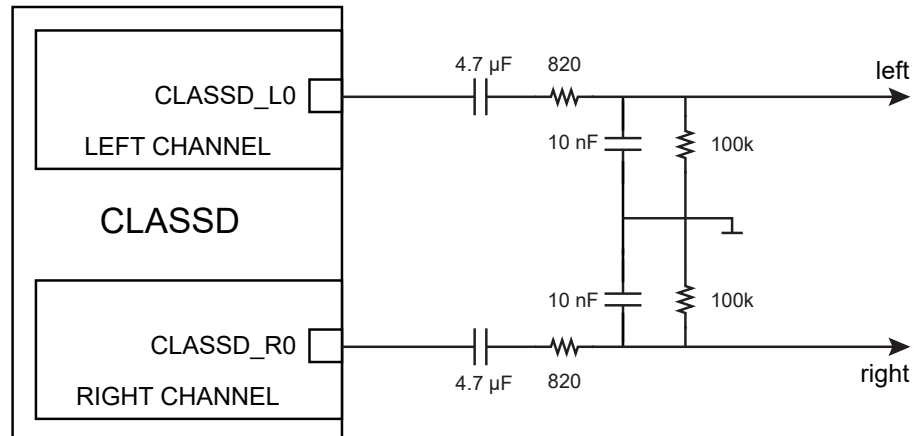 4.7 µF
820
left
CLASSD_L0
10 nF
100k
LEFT CHANNEL
CLASSD
10 nF
100k
CLASSD_R0
right
4.7 µF
820
RIGHT CHANNEL